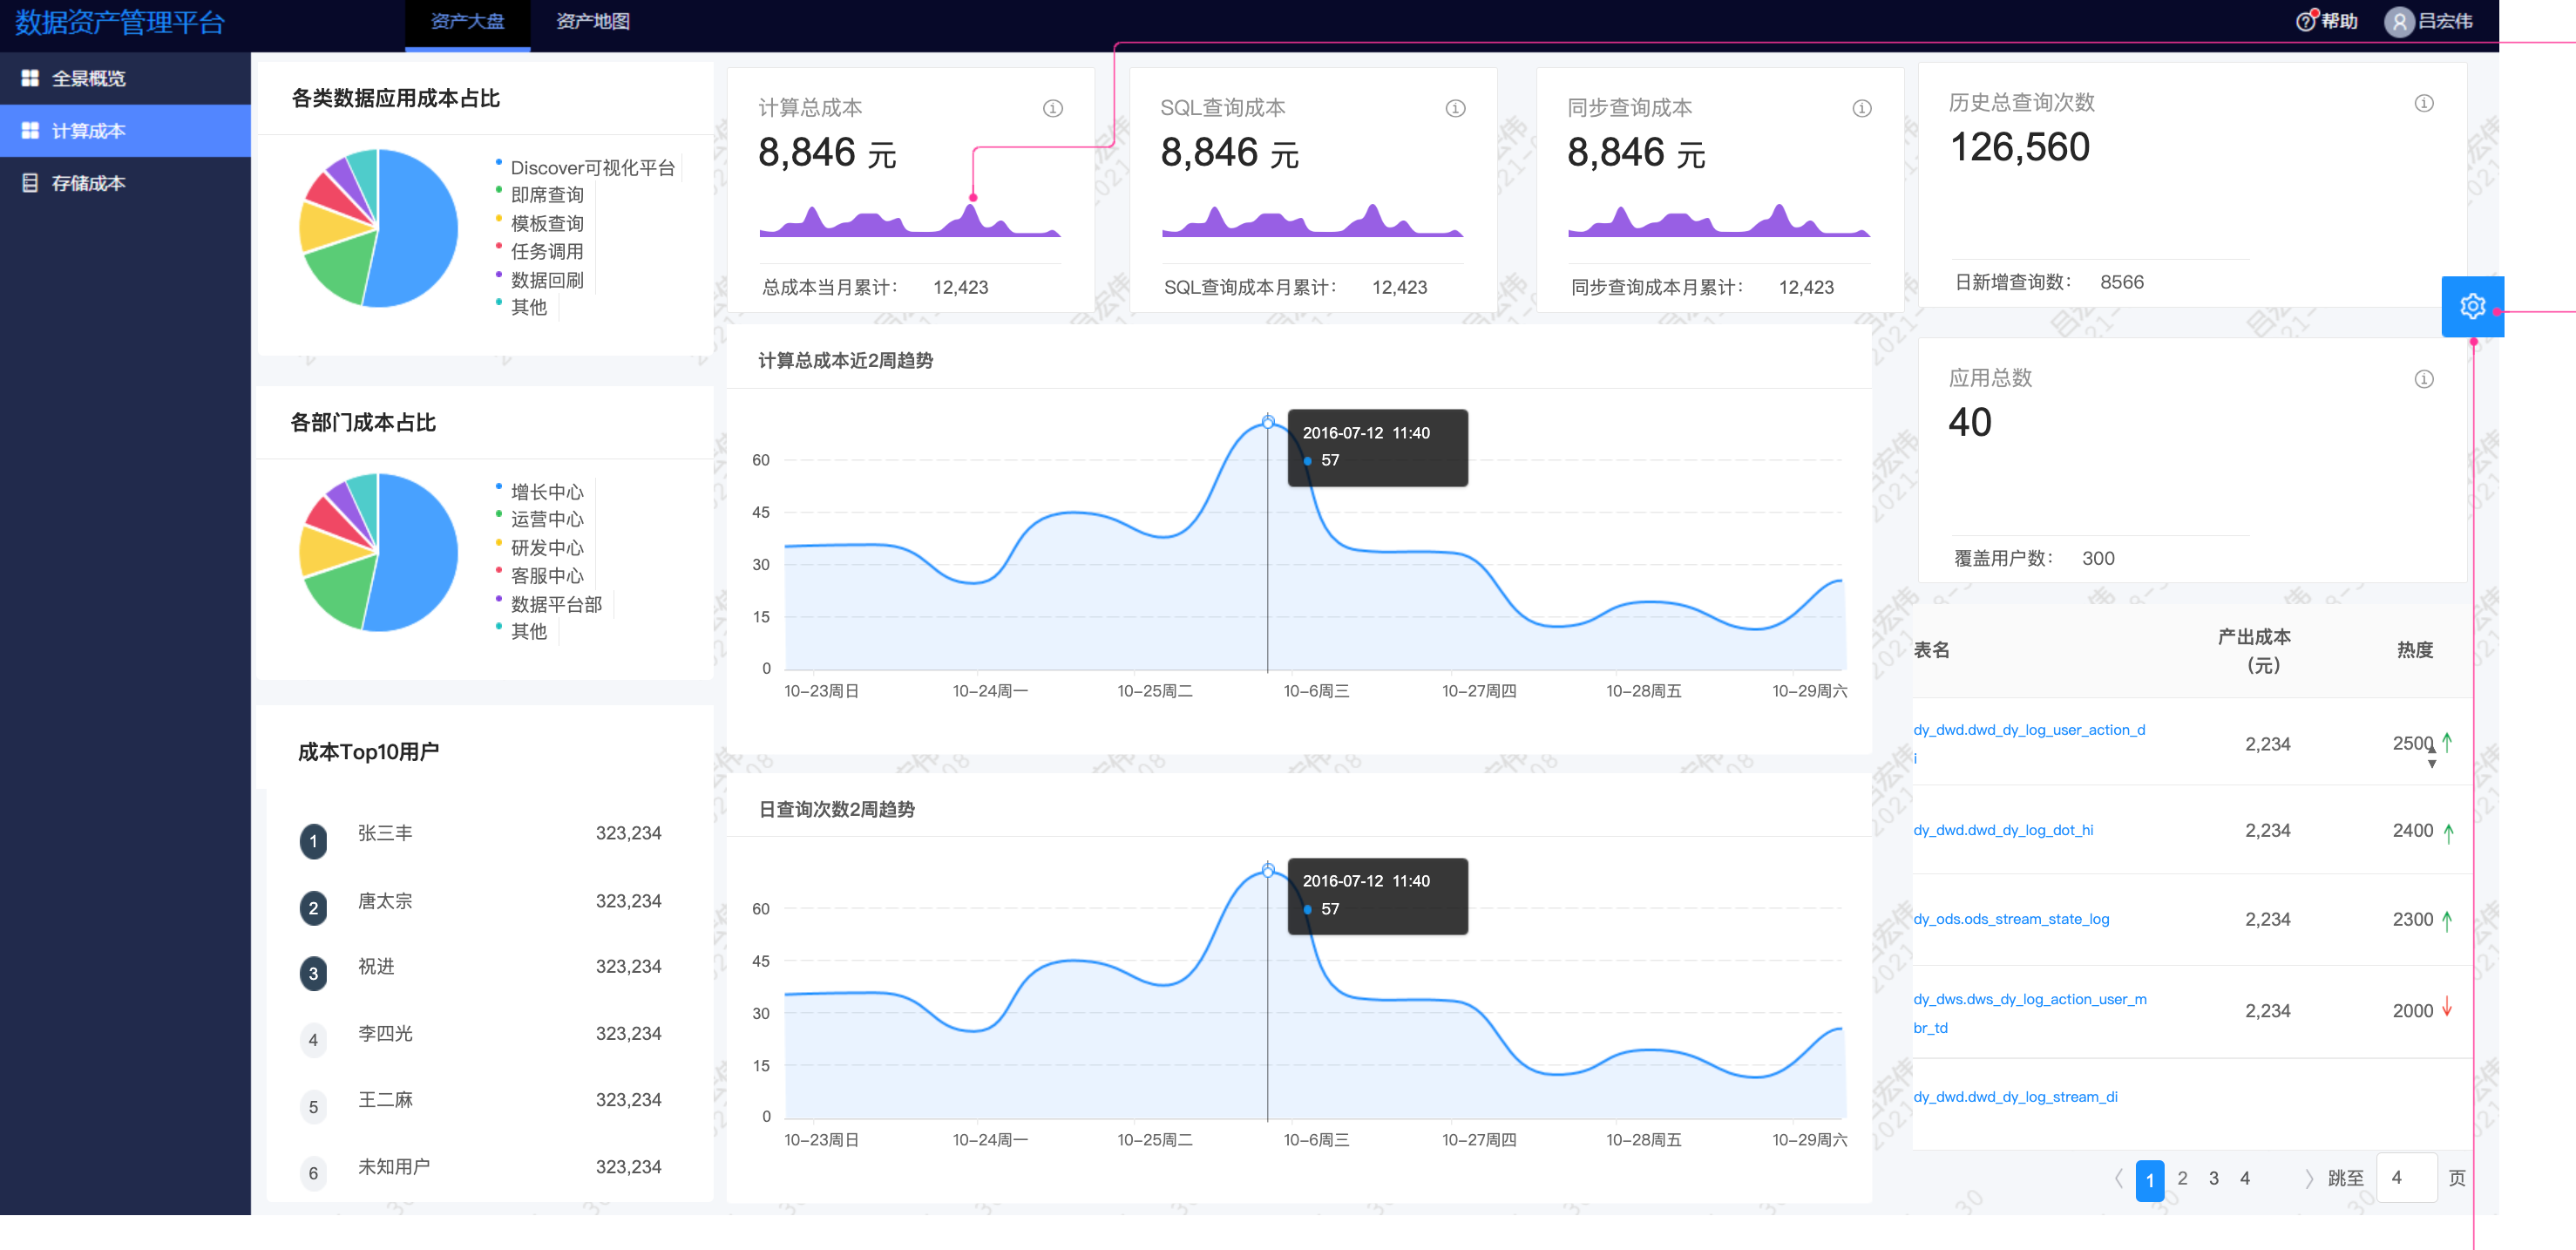 数据资产管理平台
资产大盘
资产地图
帮助
吕宏伟
全景概览
计算成本
存储成本
各类数据应用成本占比
Discover可视化平台
即席查询
模板查询
任务调用
数据回刷
其他
各部门成本占比
增长中心
运营中心
研发中心
客服中心
数据平台部
其他
成本Top10用户
1 张三丰 323,234
2 唐太宗 323,234
3 祝进 323,234
4 李四光 323,234
5 王二麻 323,234
6 未知用户 323,234
计算总成本
8,846 元
总成本当月累计： 12,423
SQL查询成本
8,846 元
SQL查询成本月累计： 12,423
同步查询成本
8,846 元
同步查询成本月累计： 12,423
历史总查询次数
126,560
日新增查询数： 8566
应用总数
40
覆盖用户数： 300
计算总成本近2周趋势
2016-07-12 11:40
57
60
45
30
15
0
10-23周日 10-24周一 10-25周二 10-6周三 10-27周四 10-28周五 10-29周六
日查询次数2周趋势
2016-07-12 11:40
57
60
45
30
15
0
10-23周日 10-24周一 10-25周二 10-6周三 10-27周四 10-28周五 10-29周六
表名 产出成本（元） 热度
dy_dwd.dwd_dy_log_user_action_d
i
2,234 2500
dy_dwd.dwd_dy_log_dot_hi 2,234 2400
dy_ods.ods_stream_state_log 2,234 2300
dy_dws.dws_dy_log_action_user_m
br_td
2,234 2000
dy_dwd.dwd_dy_log_stream_di
1 2 3 4 跳至 4 页